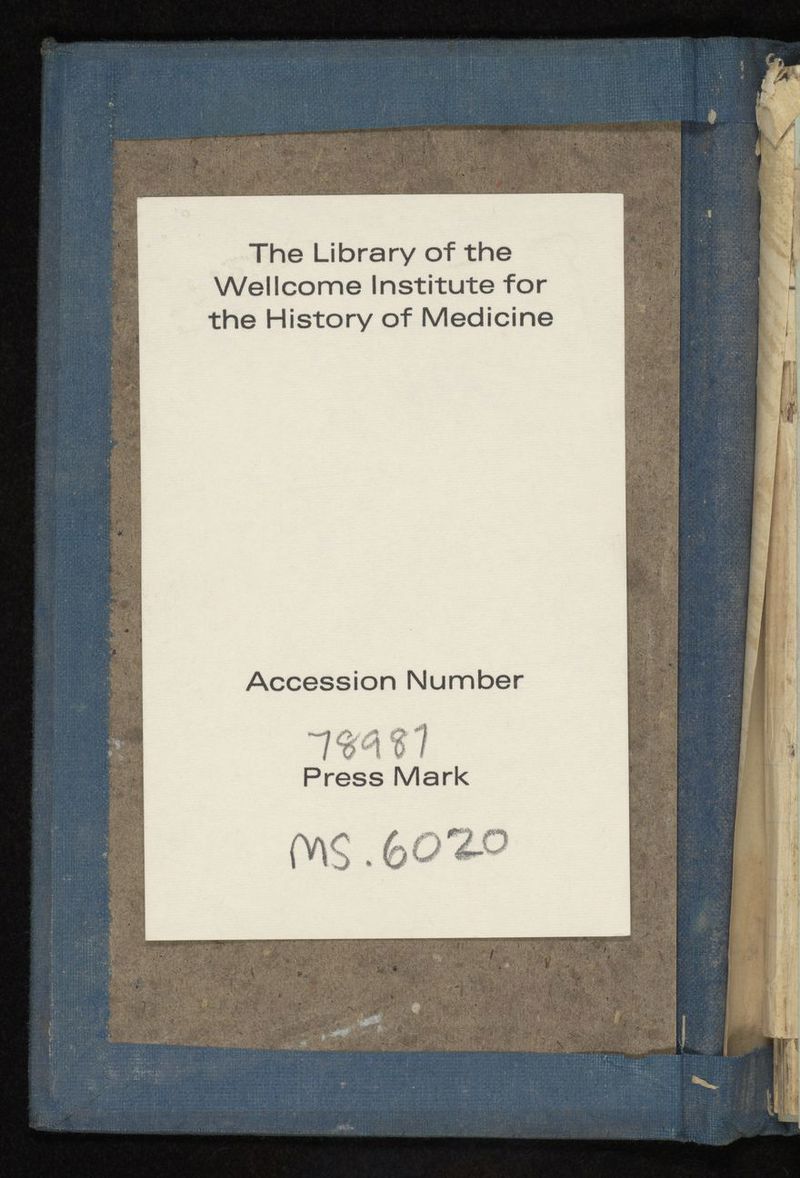 The Library of the
Wellcome Institute for
the History of Medicine
Accession Number
78987
Press Mark
MS.6020